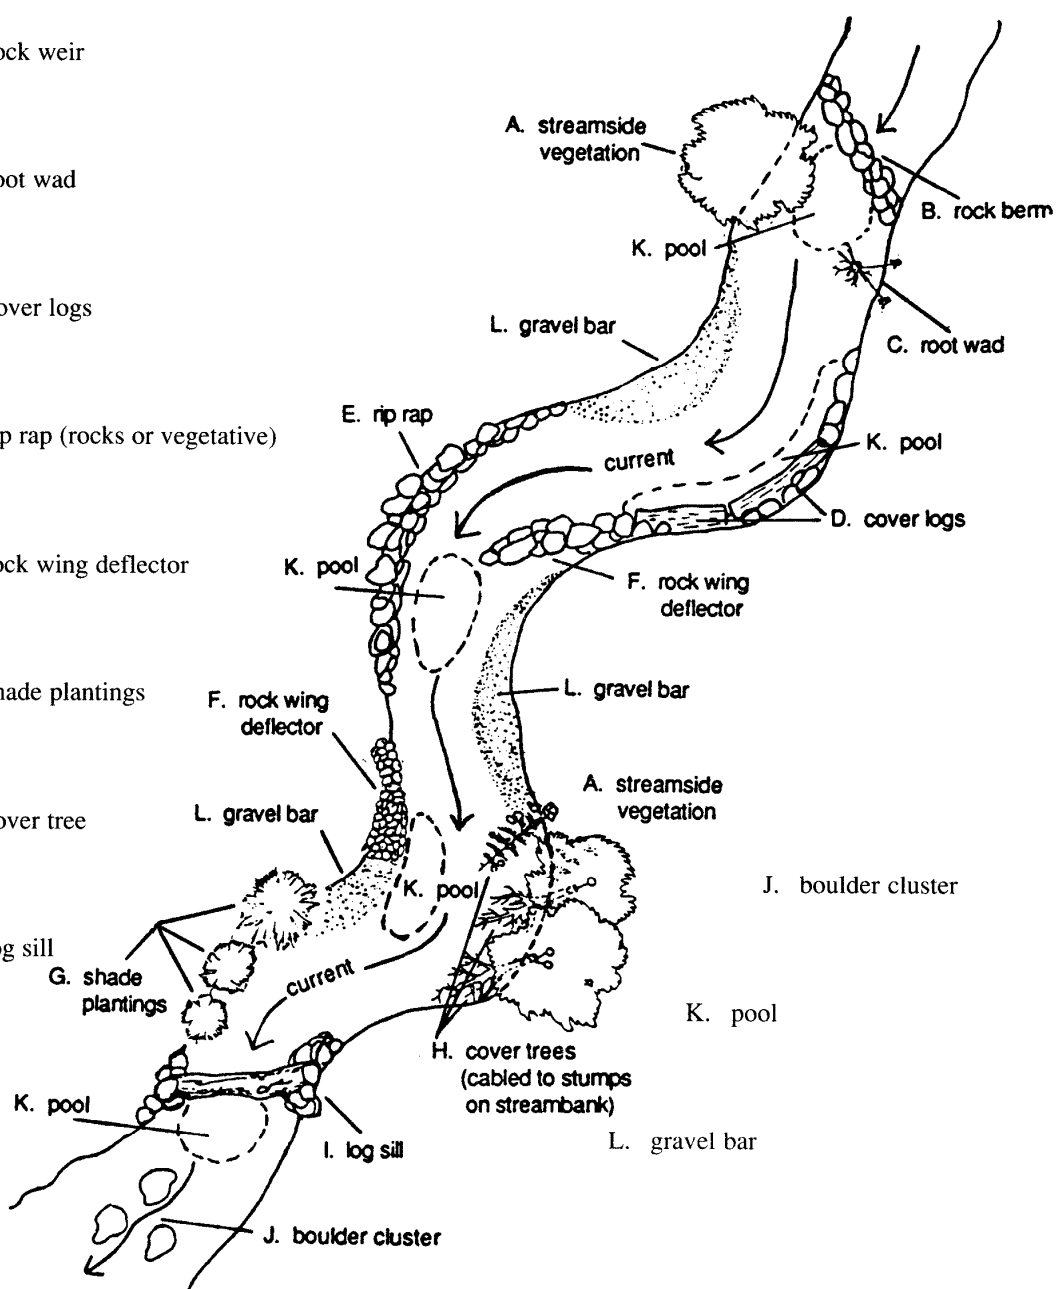 ock weir
A. streamside
vegetation
oot wad
B. rock berm
K. pool
over logs
L. gravel bar
C. root wad
E. rip rap
p rap (rocks or vegetative)
K. pool
current
D. cover logs
ock wing deflector
K. pool
F. rock wing
deflector
hade plantings
L. gravel bar
F. rock wing
deflector
A. streamside
vegetation
L. gravel bar
over tree
K. pool
J. boulder cluster
og sill
G. shade
plantings
current
K. pool
H. cover trees
(cabled to stumps
on streambank)
K. pool
I. log sill
L. gravel bar
J. boulder cluster